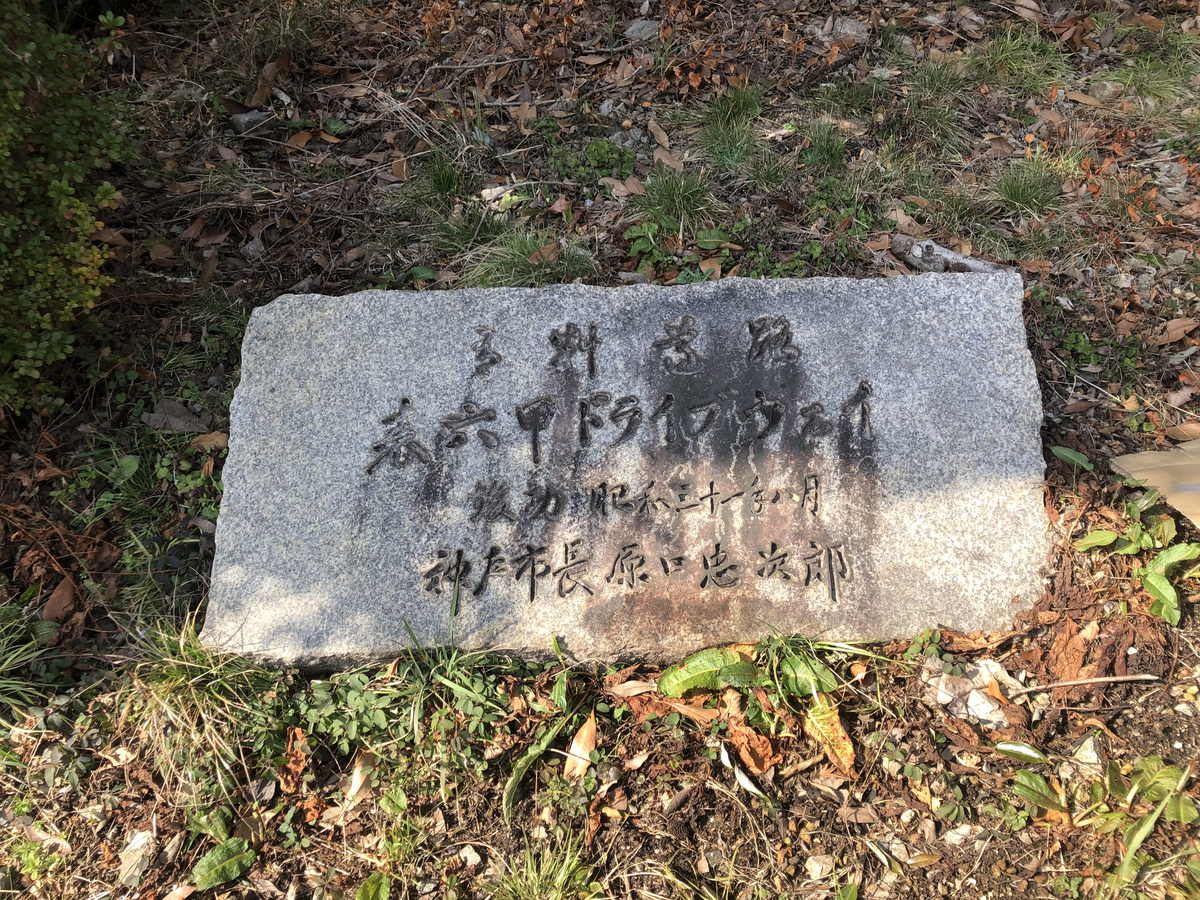 有料道路
表六甲ドライブウェイ
竣功 昭和三十一年八月
神戸市長 原口忠次郎